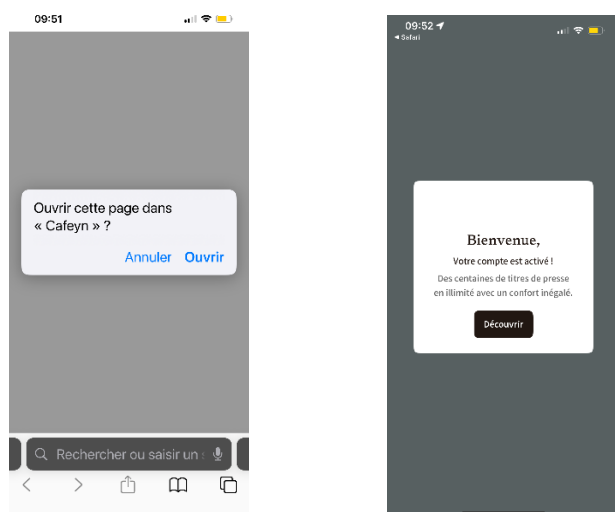 09:51
Ouvrir cette page dans
« Cafeyn » ?
Annuler Ouvrir
Rechercher ou saisir un
09:52
◄ Safari
Bienvenue,
Votre compte est activé !
Des centaines de titres de presse
en illimité avec un confort inégalé.
Découvrir